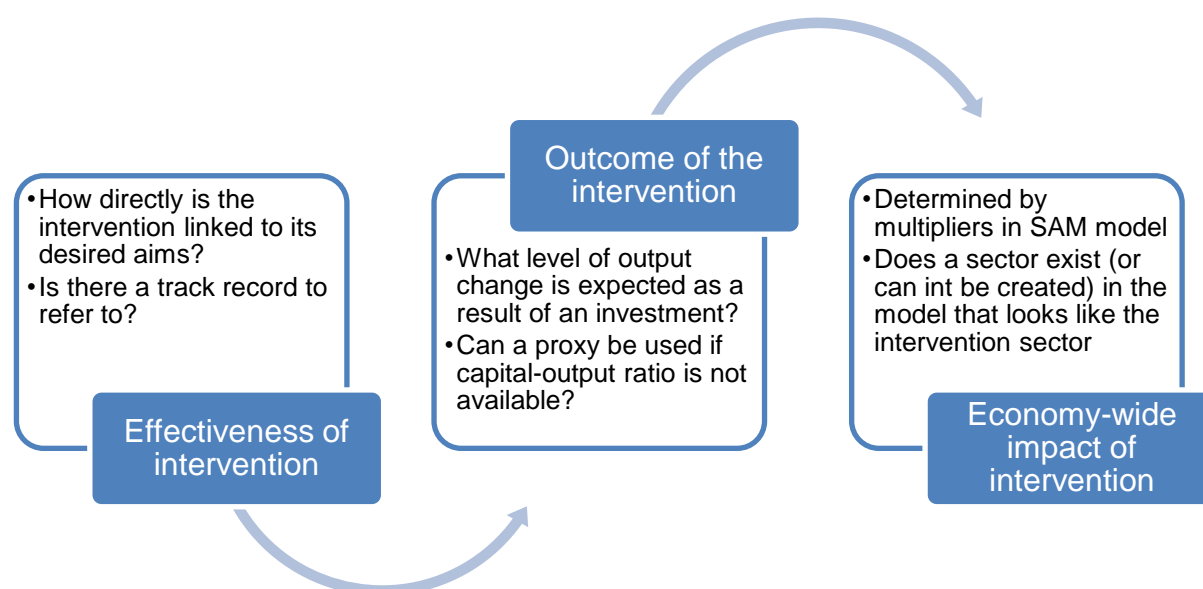 •How directly is the
intervention linked to its
desired aims?
•Is there a track record to
refer to?
Effectiveness of
intervention
Outcome of the
intervention
•What level of output
change is expected as a
result of an investment?
•Can a proxy be used if
capital-output ratio is not
available?
•Determined by
multipliers in SAM model
•Does a sector exist (or
can int be created) in the
model that looks like the
intervention sector
Economy-wide
impact of
intervention